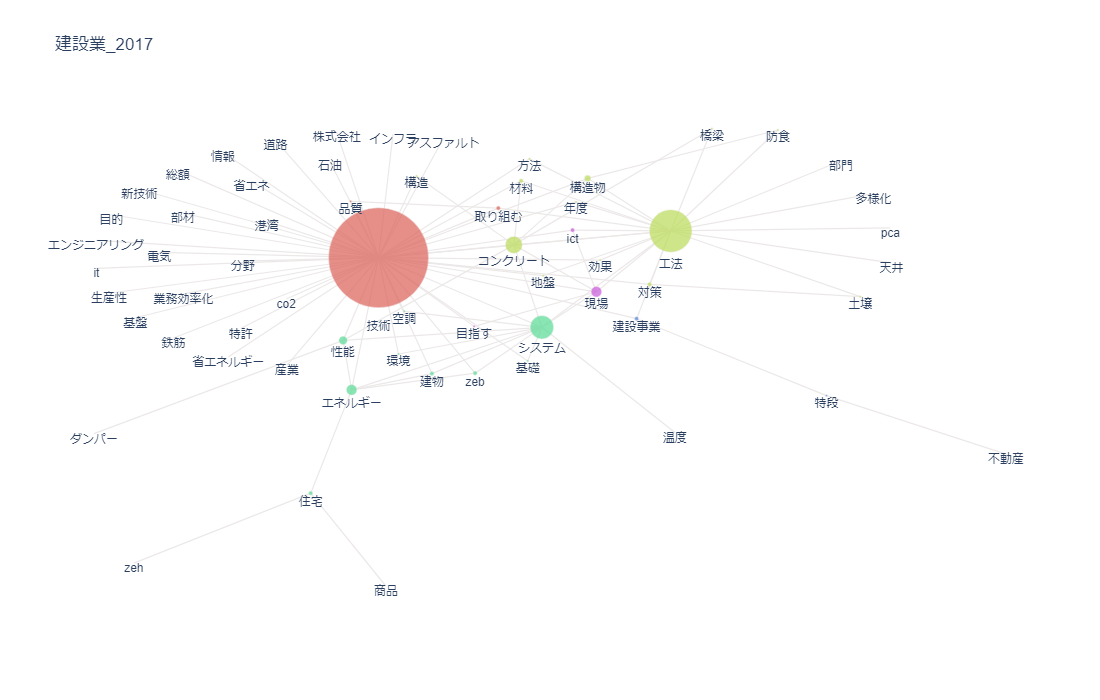 建設業_2017
橋梁
防食
株式会社
インフラ
アスファルト
道路
情報
石油
方法
部門
総額
省エネ
構造
材料
構造物
新技術
多様化
品質
取り組む
年度
目的
部材
港湾
ict
pca
エンジニアリング
電気
コンクリート
工法
it
分野
効果
天井
地盤
生産性
業務効率化
co2
現場
対策
土壌
基盤
技術
空調
建設事業
特許
目指す
鉄筋
性能
システム
省エネルギー
環境
産業
基礎
建物
zeb
エネルギー
特段
ダンパー
温度
不動産
住宅
zeh
商品